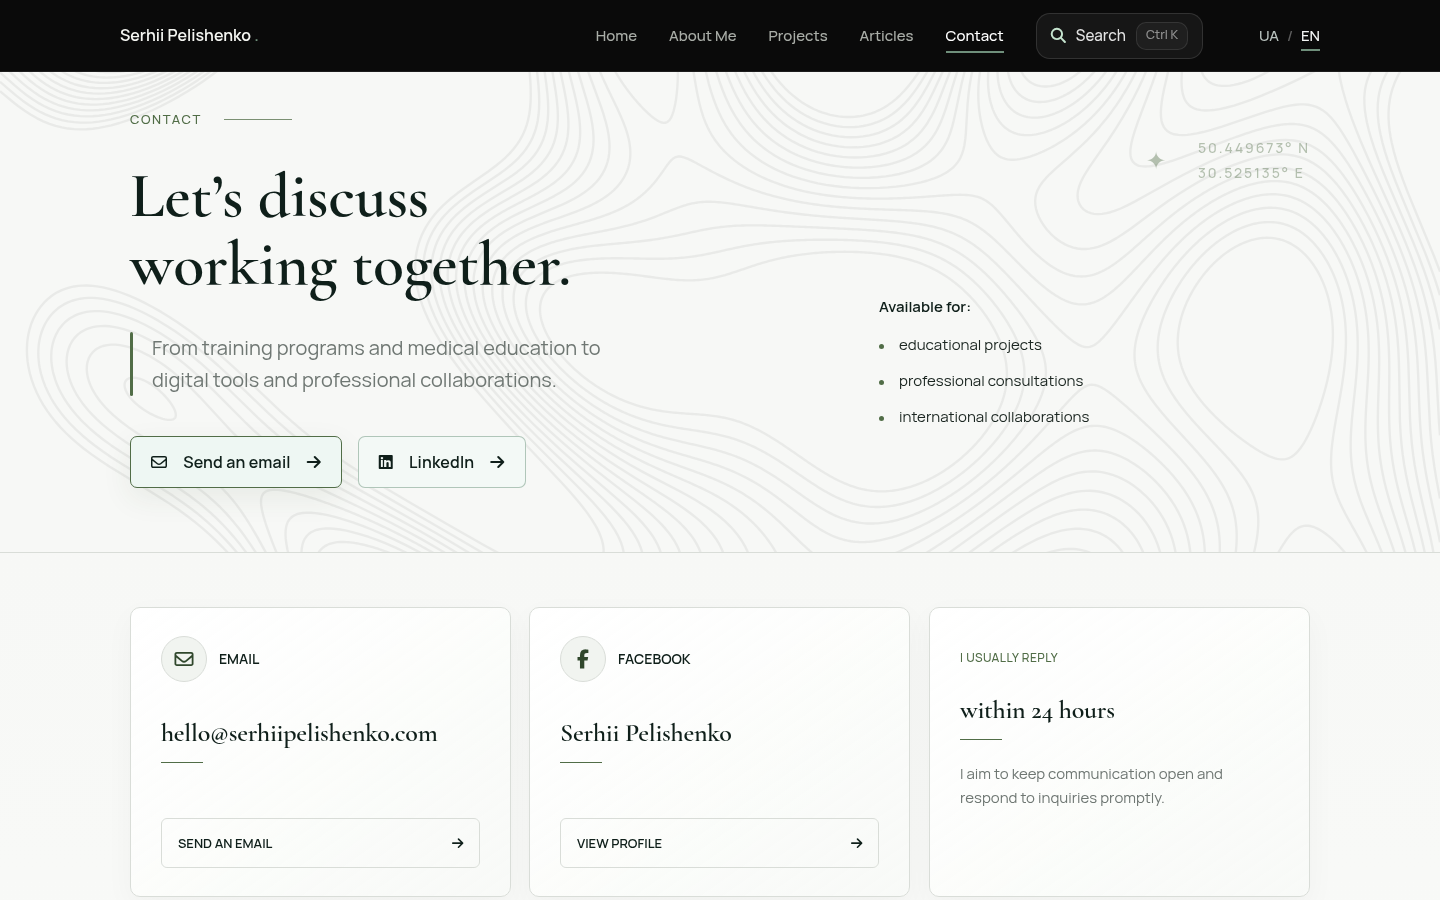 Serhii Pelishenko .
Home
About Me
Projects
Articles
Contact
Search
Ctrl K
UA / EN
CONTACT
50.449673° N
30.525135° E
Let’s discuss
working together.
From training programs and medical education to
digital tools and professional collaborations.
Send an email
LinkedIn
Available for:
educational projects
professional consultations
international collaborations
EMAIL
hello@serhiipelishenko.com
SEND AN EMAIL
FACEBOOK
Serhii Pelishenko
VIEW PROFILE
I USUALLY REPLY
within 24 hours
I aim to keep communication open and
respond to inquiries promptly.